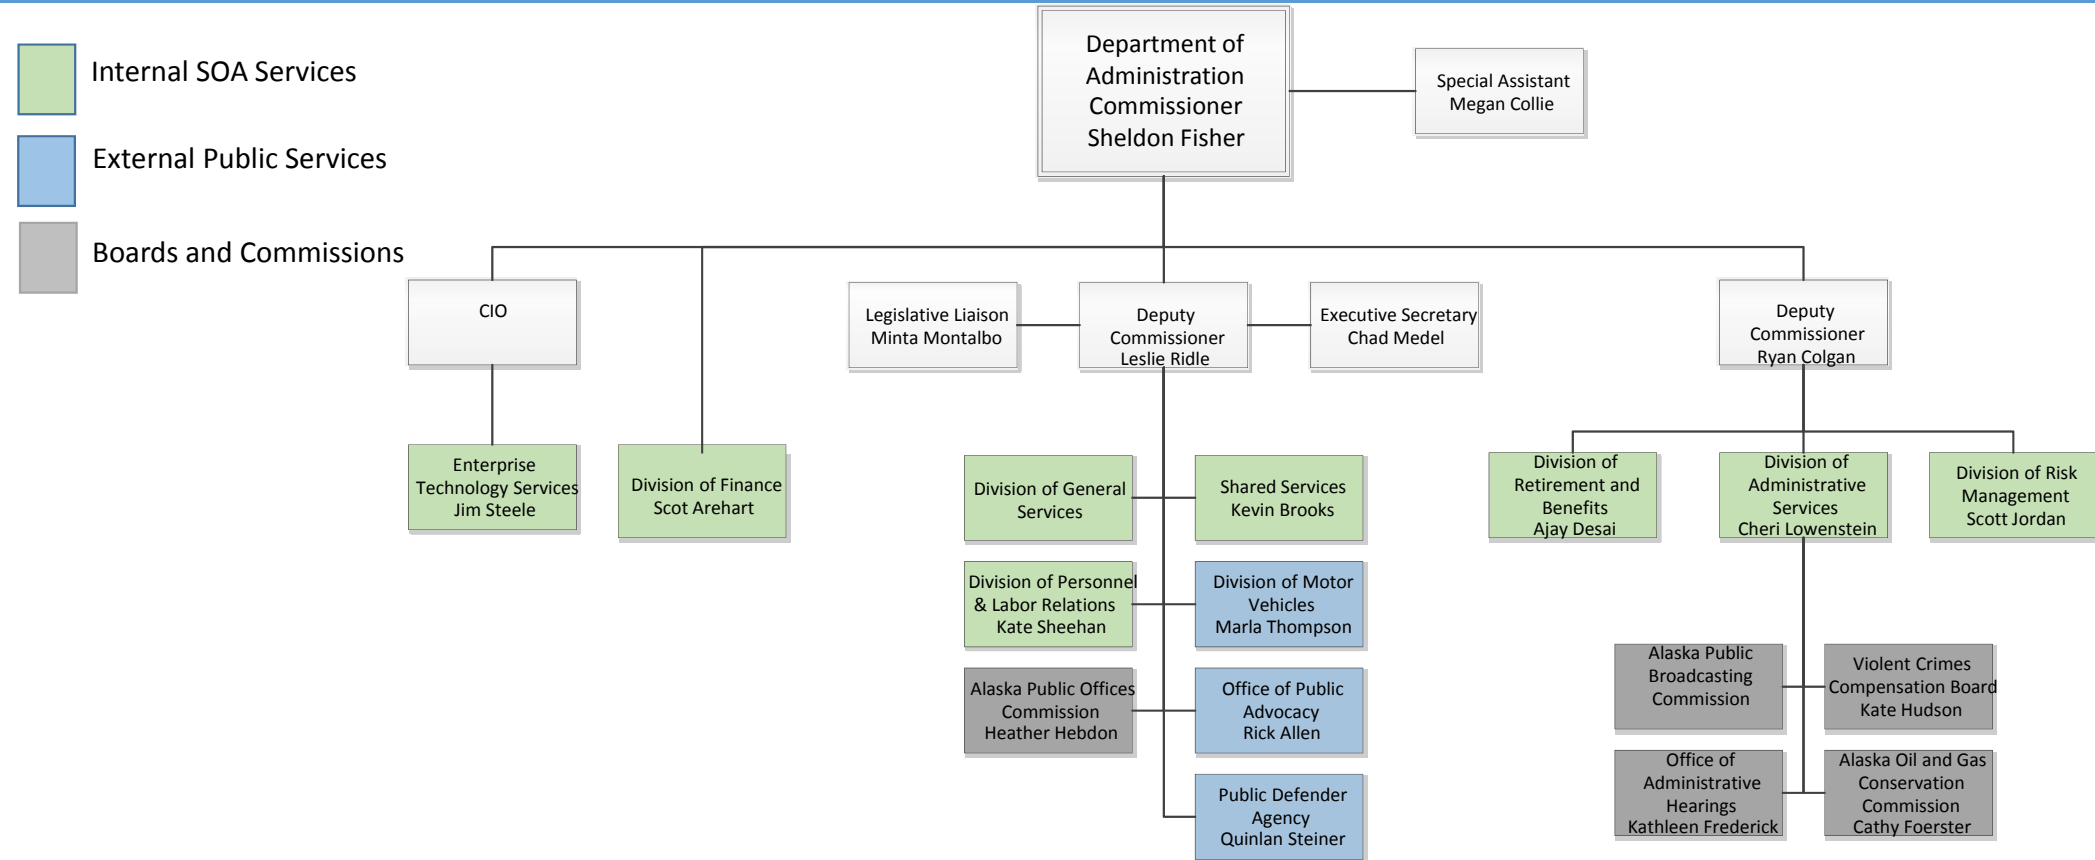 Internal SOA Services
External Public Services
Boards and Commissions
Department of
Administration
Commissioner
Sheldon Fisher
Special Assistant
Megan Collie
CIO
Legislative Liaison
Minta Montalbo
Deputy
Commissioner
Leslie Ridle
Executive Secretary
Chad Medel
Deputy
Commissioner
Ryan Colgan
Enterprise
Technology Services
Jim Steele
Division of Finance
Scot Arehart
Division of General
Services
Shared Services
Kevin Brooks
Division of
Retirement and
Benefits
Ajay Desai
Division of
Administrative
Services
Cheri Lowenstein
Division of Risk
Management
Scott Jordan
Division of Personnel
& Labor Relations
Kate Sheehan
Division of Motor
Vehicles
Marla Thompson
Alaska Public Offices
Commission
Heather Hebdon
Office of Public
Advocacy
Rick Allen
Alaska Public
Broadcasting
Commission
Violent Crimes
Compensation Board
Kate Hudson
Public Defender
Agency
Quinlan Steiner
Office of
Administrative
Hearings
Kathleen Frederick
Alaska Oil and Gas
Conservation
Commission
Cathy Foerster